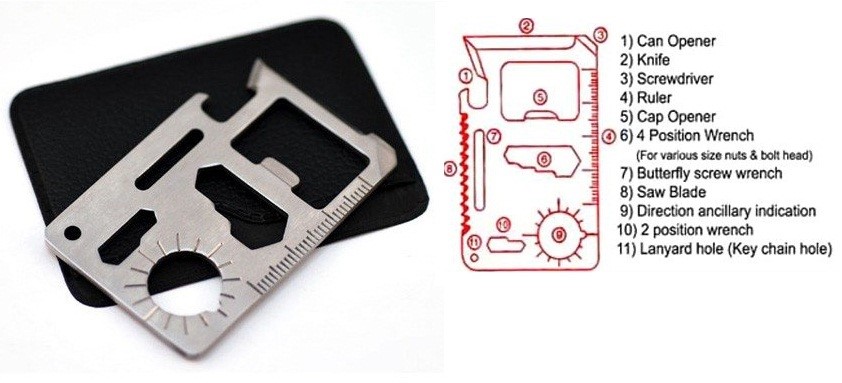 ②
③
①
⑤
④
⑦
⑥
⑧
⑩
⑨
⑪
1) Can Opener
2) Knife
3) Screwdriver
4) Ruler
5) Cap Opener
6) 4 Position Wrench
(For various size nuts & bolt head)
7) Butterfly screw wrench
8) Saw Blade
9) Direction ancillary indication
10) 2 position wrench
11) Lanyard hole (Key chain hole)